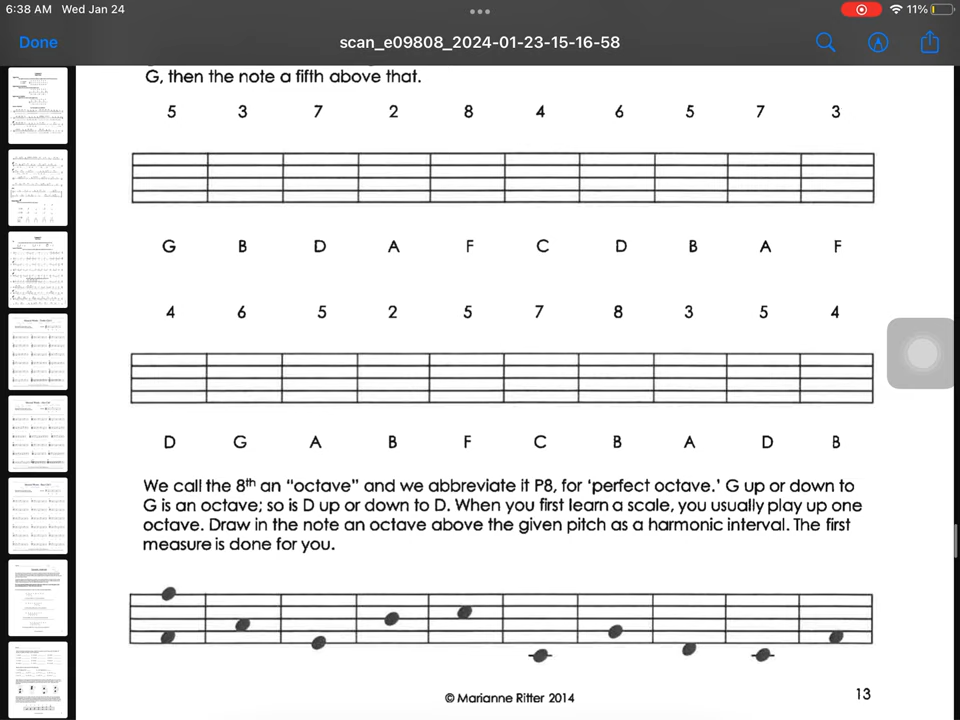 6:38 AM Wed Jan 24
11%
Done
scan_e09808_2024-01-23-15-16-58
G, then the note a fifth above that.
5 3 7 2 8 4 6 5 7 3
G B D A F C D B A F
4 6 5 2 5 7 8 3 5 4
D G A B F C B A D B
We call the 8th an “octave” and we abbreviate it P8, for ‘perfect octave.’ G up or down to
G is an octave; so is D up or down to D. When you first learn a scale, you usually play up one
octave. Draw in the note an octave above the given pitch as a harmonic interval. The first
measure is done for you.
© Marianne Ritter 2014
13